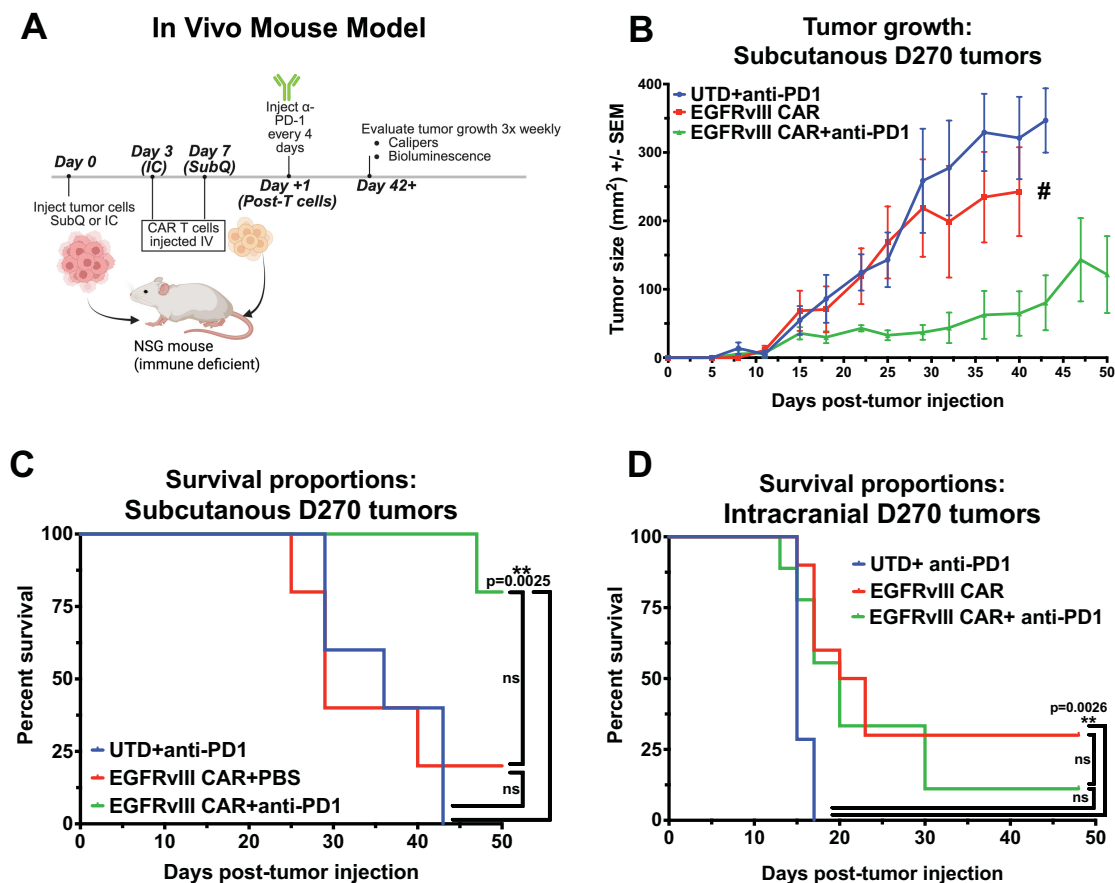 A
In Vivo Mouse Model
Inject α-
PD-1
every 4
days
Evaluate tumor growth 3x weekly
• Calipers
• Bioluminescence
Day 0
Day 3
(IC)
Day 7
(SubQ)
Day +1
(Post-T cells)
Day 42+
Inject tumor cells
SubQ or IC
CAR T cells
injected IV
NSG mouse
(immune deficient)
B
Tumor growth:
Subcutanous D270 tumors
UTD+anti-PD1
EGFRvIII CAR
EGFRvIII CAR+anti-PD1
Tumor size (mm²) +/- SEM
400
300
200
100
0
#
0 5 10 15 20 25 30 35 40 45 50
Days post-tumor injection
C
Survival proportions:
Subcutanous D270 tumors
Percent survival
100
75
50
25
0
**
p=0.0025
ns
ns
UTD+anti-PD1
EGFRvIII CAR+PBS
EGFRvIII CAR+anti-PD1
0 10 20 30 40 50
Days post-tumor injection
D
Survival proportions:
Intracranial D270 tumors
UTD+ anti-PD1
EGFRvIII CAR
EGFRvIII CAR+ anti-PD1
Percent survival
100
75
50
25
0
p=0.0026
**
ns
ns
0 10 20 30 40 50
Days post-tumor injection